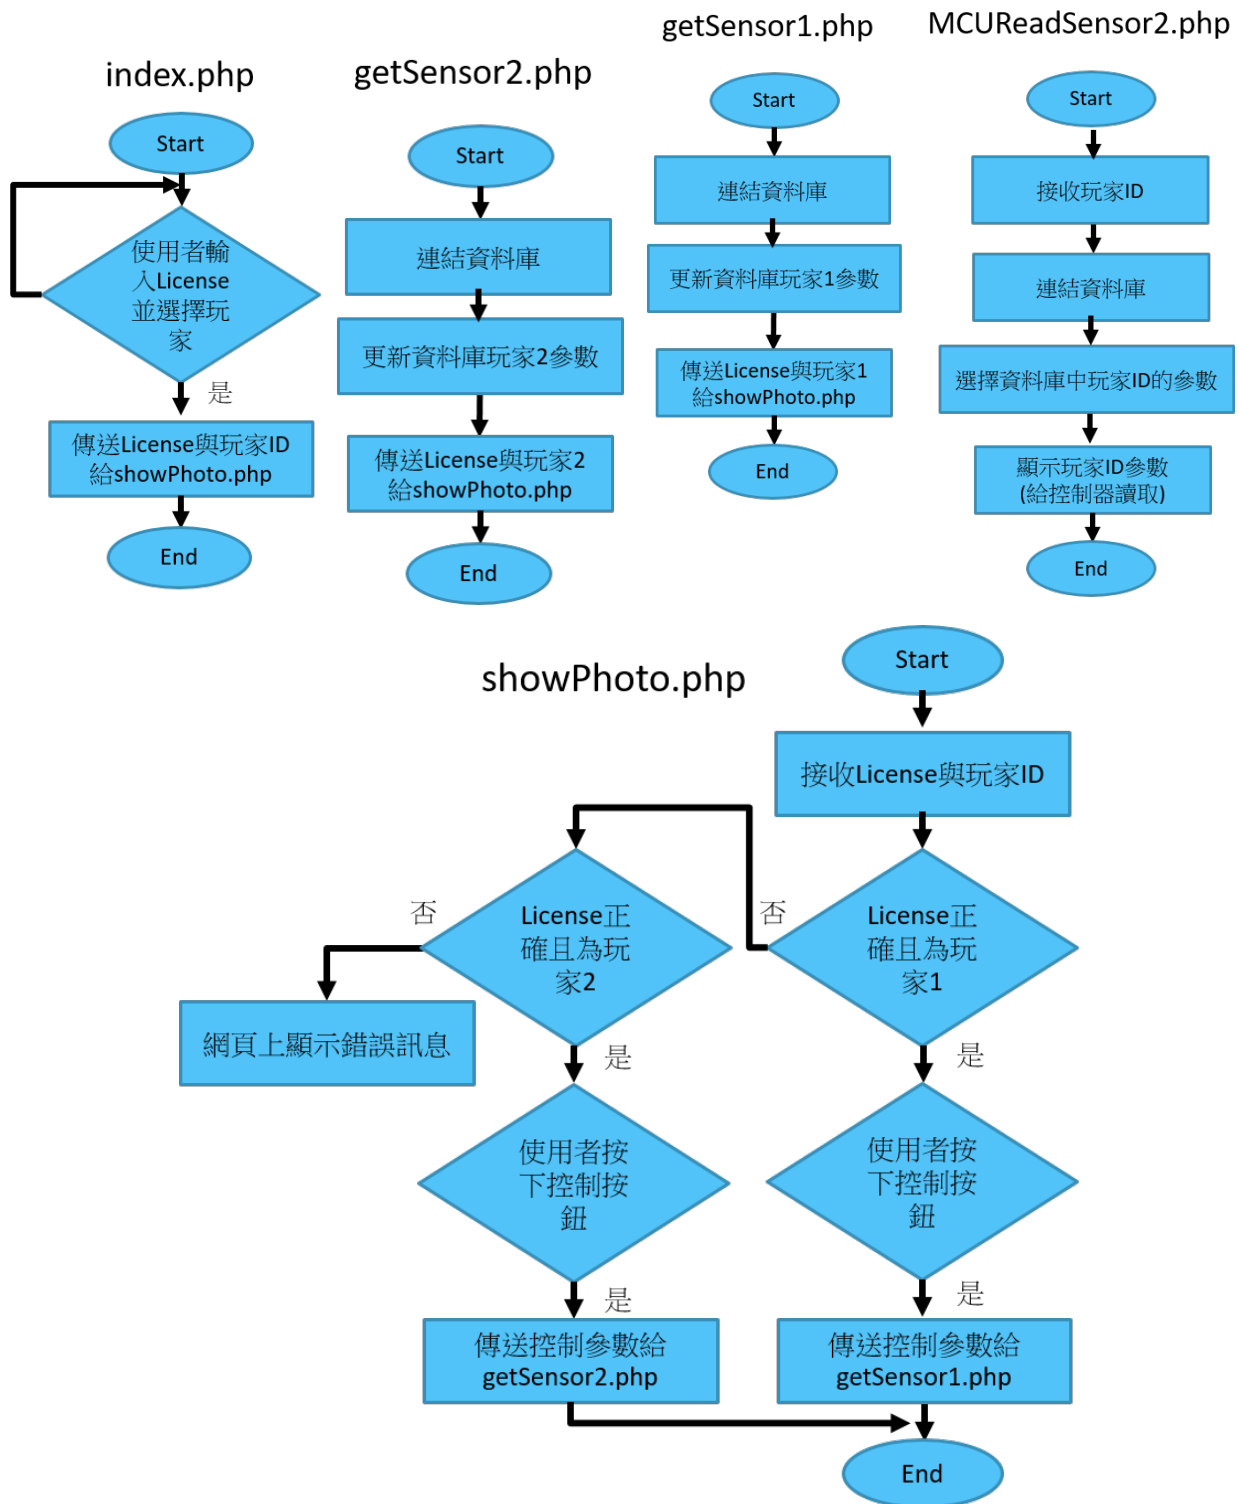 index.php
Start
使用者輸
入License
並選擇玩
家
是
傳送License與玩家ID
給showPhoto.php
End
getSensor2.php
Start
連結資料庫
更新資料庫玩家2參數
傳送License與玩家2
給showPhoto.php
End
getSensor1.php
Start
連結資料庫
更新資料庫玩家1參數
傳送License與玩家1
給showPhoto.php
End
MCUReadSensor2.php
Start
接收玩家ID
連結資料庫
選擇資料庫中玩家ID的參數
顯示玩家ID參數
(給控制器讀取)
End
showPhoto.php
Start
接收License與玩家ID
License正
確且為玩
家1
否
是
License正
確且為玩
家2
否
是
網頁上顯示錯誤訊息
使用者按
下控制按
鈕
是
使用者按
下控制按
鈕
是
傳送控制參數給
getSensor2.php
傳送控制參數給
getSensor1.php
End